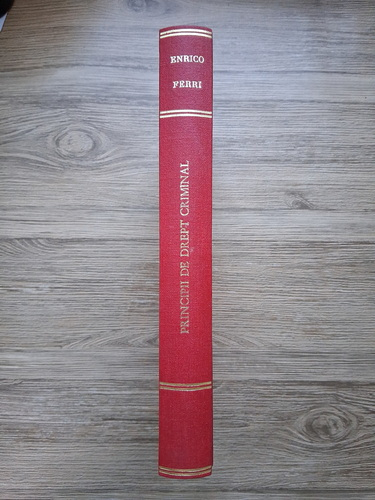 ENRICO
FERRI
PRINCIPII DE DREPT CRIMINAL